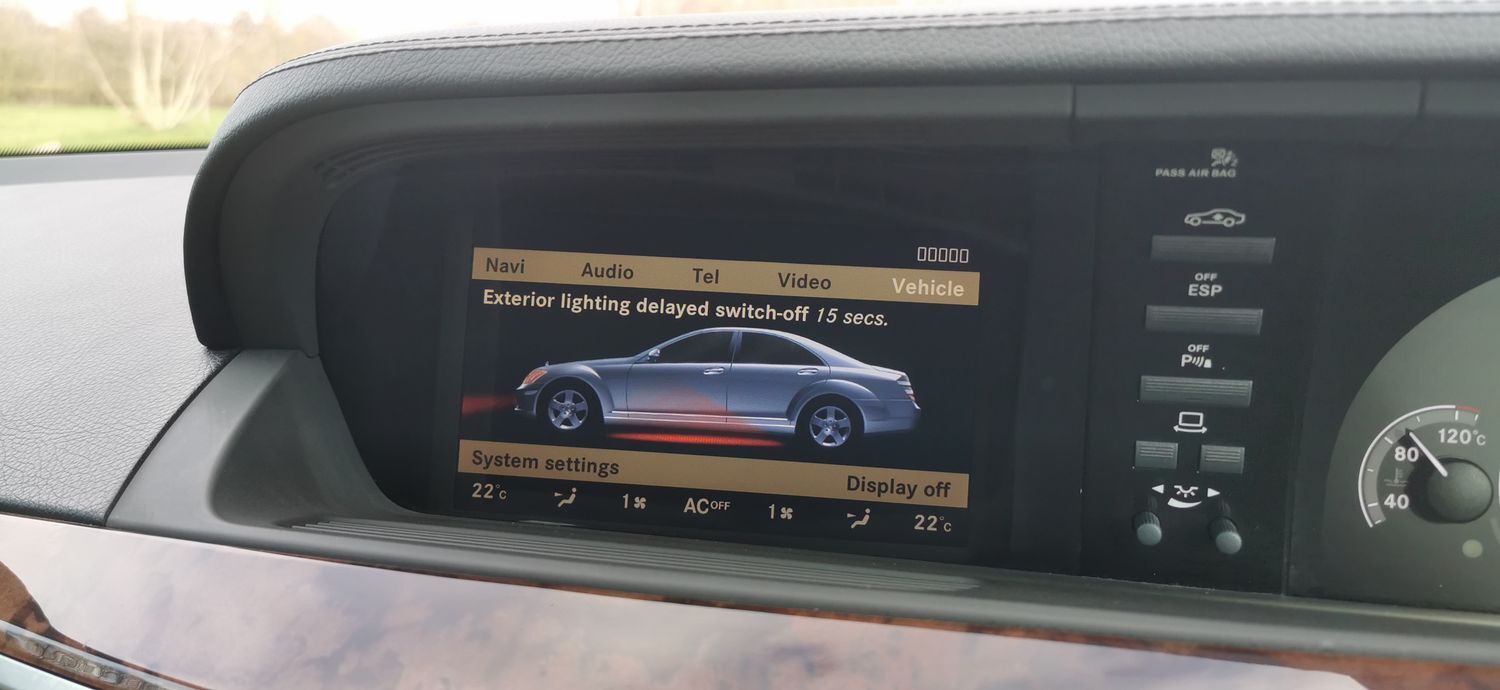 Navi Audio Tel Video Vehicle
Exterior lighting delayed switch-off 15 secs.
System settings
Display off
22°C 1 AC OFF 1 22°C
PASS AIR BAG
OFF
ESP
OFF
P
120°C
80
40